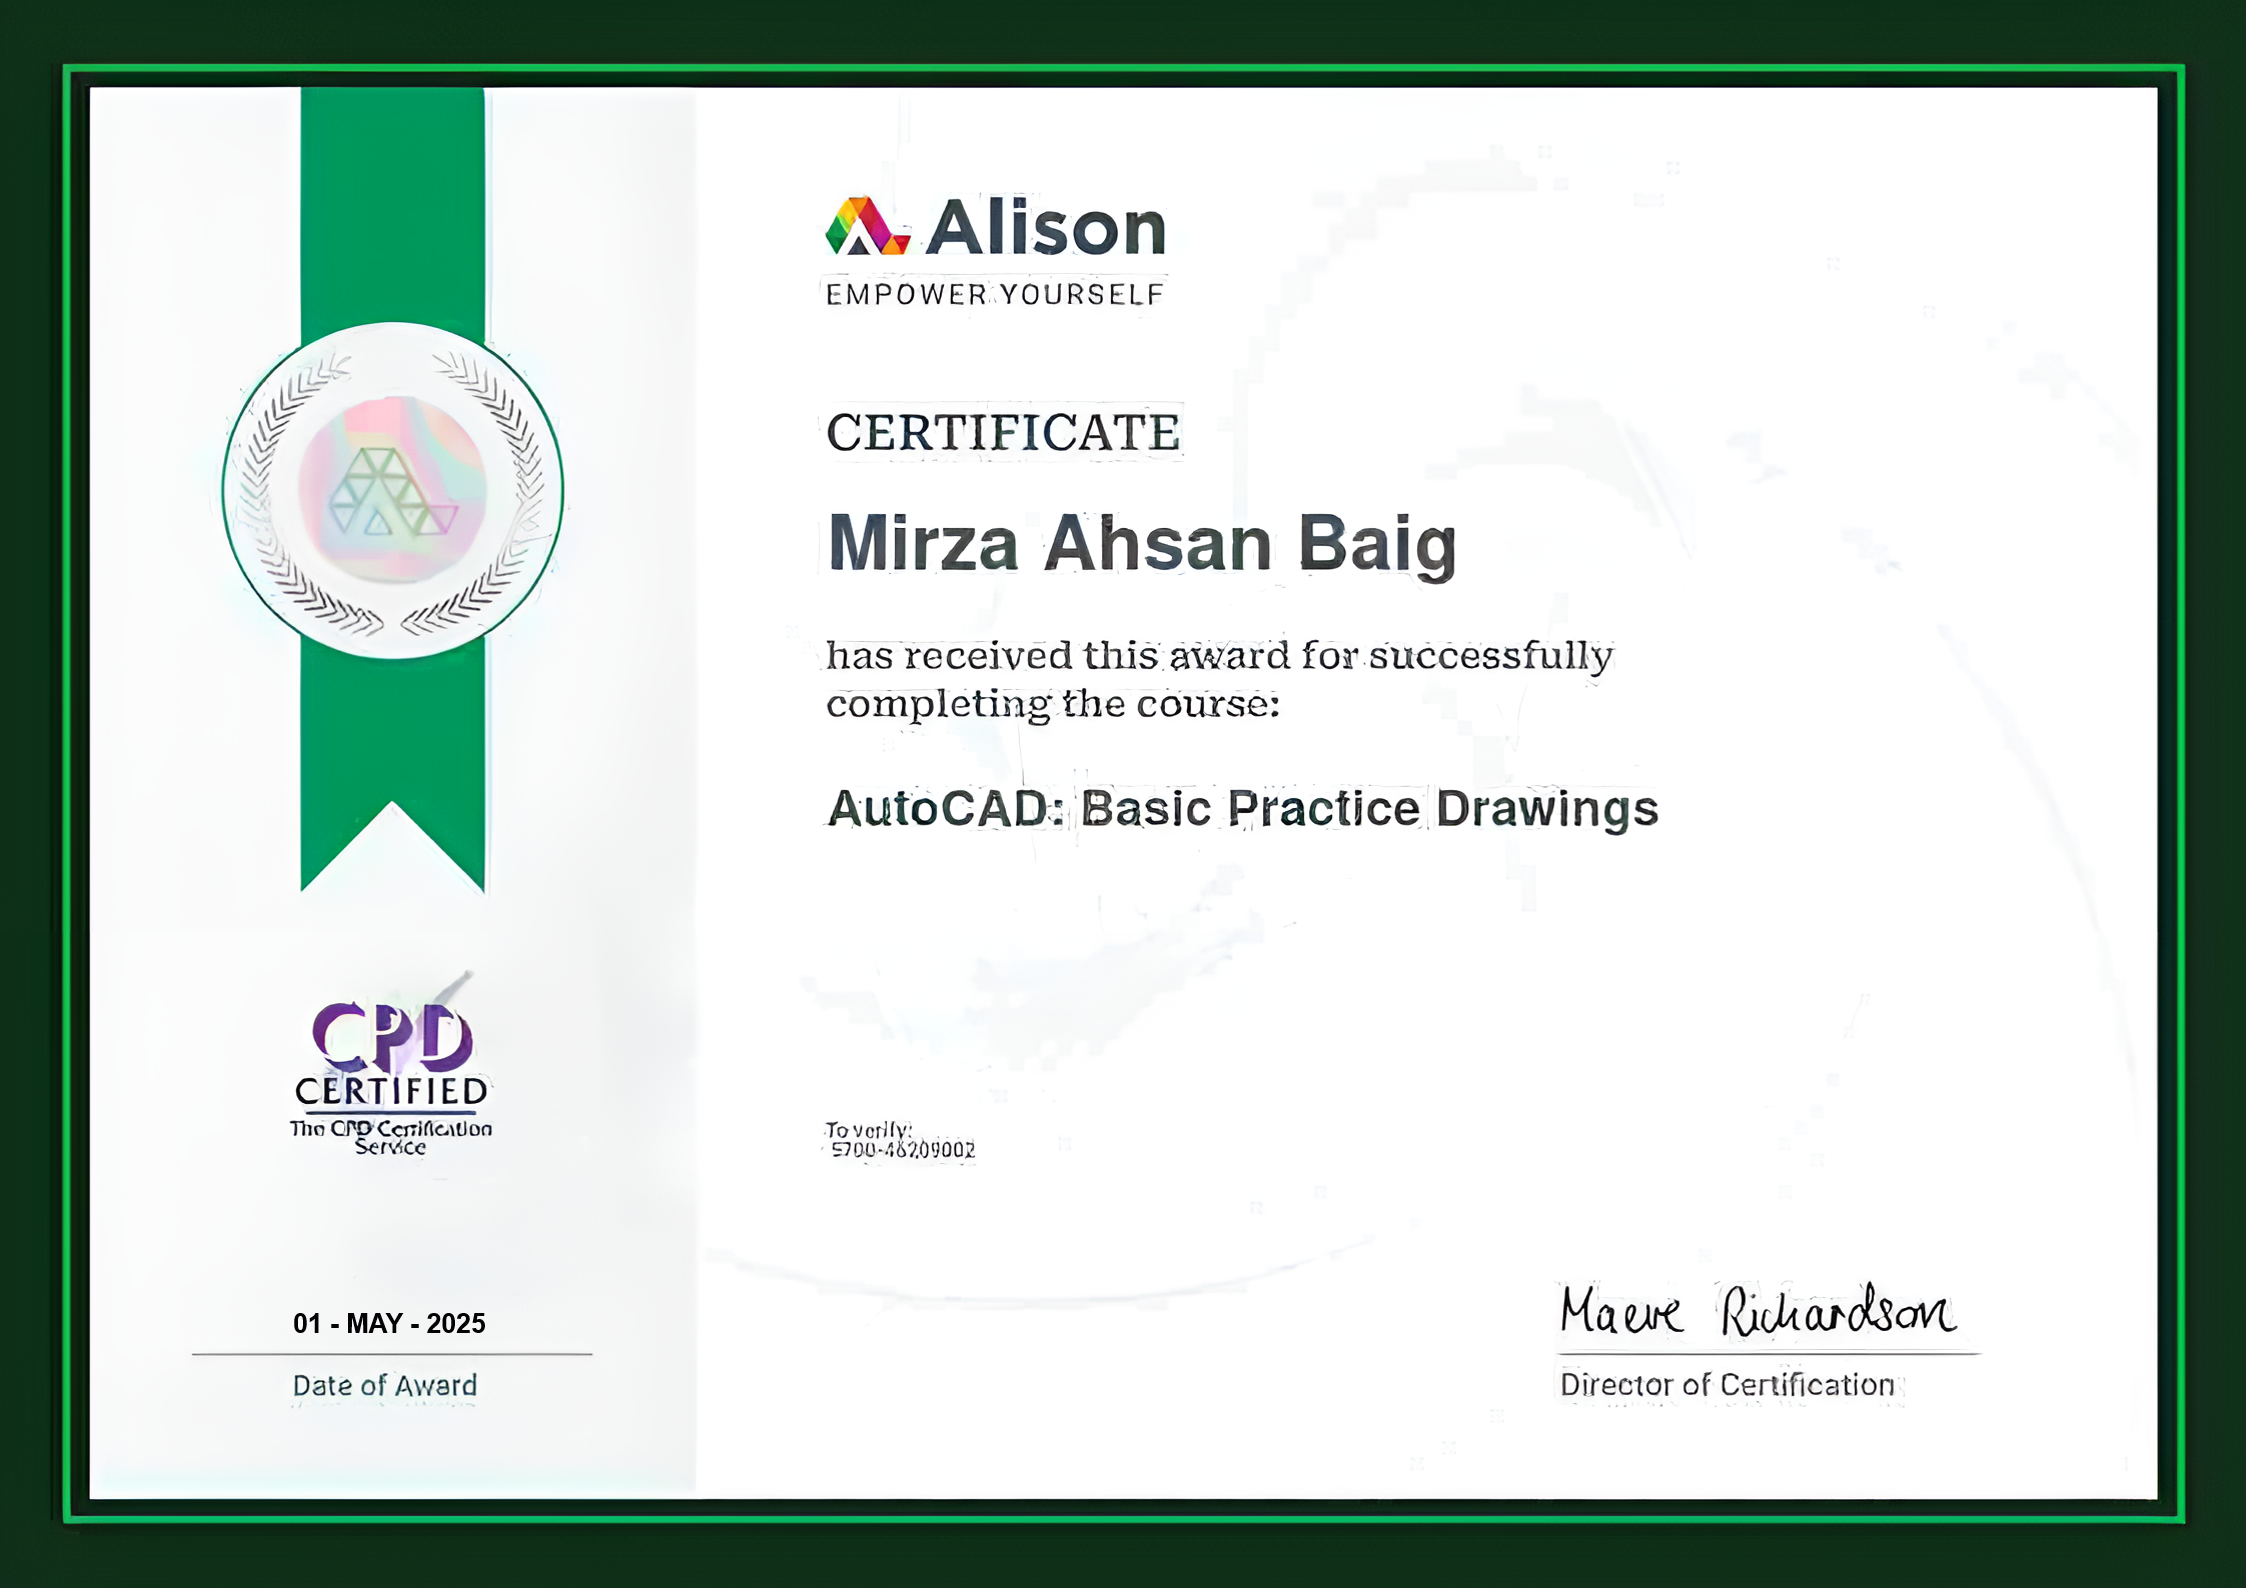 Alison
EMPOWER YOURSELF
CERTIFICATE
Mirza Ahsan Baig
has received this award for successfully
completing the course:
AutoCAD: Basic Practice Drawings
CPD
CERTIFIED
The CPD Certification
Service
To verify:
5700-48209002
01 - MAY - 2025
Date of Award
Maeve Richardson
Director of Certification